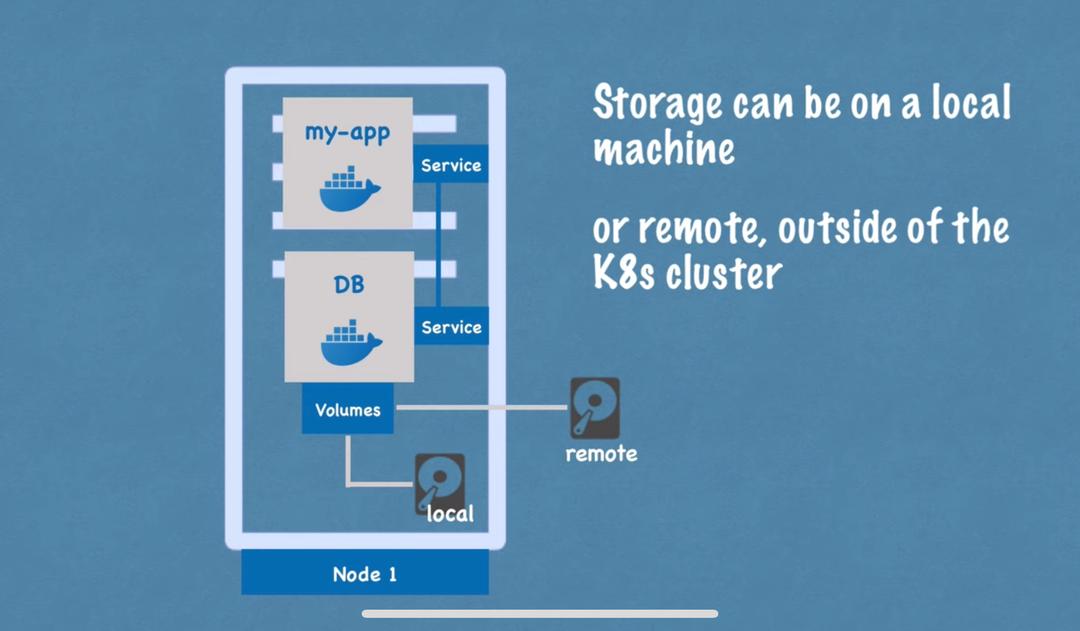 Storage can be on a local
machine
or remote, outside of the
K8s cluster
my-app
Service
DB
Service
Volumes
remote
local
Node 1